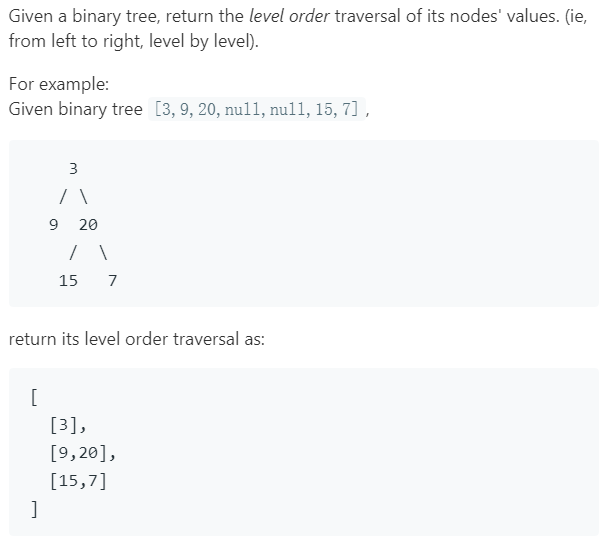 Given a binary tree, return the level order traversal of its nodes' values. (ie,
from left to right, level by level).
For example:
Given binary tree [3,9,20,null,null,15,7],
3
/ \
9 20
/ \
15 7
return its level order traversal as:
[
[3],
[9,20],
[15,7]
]